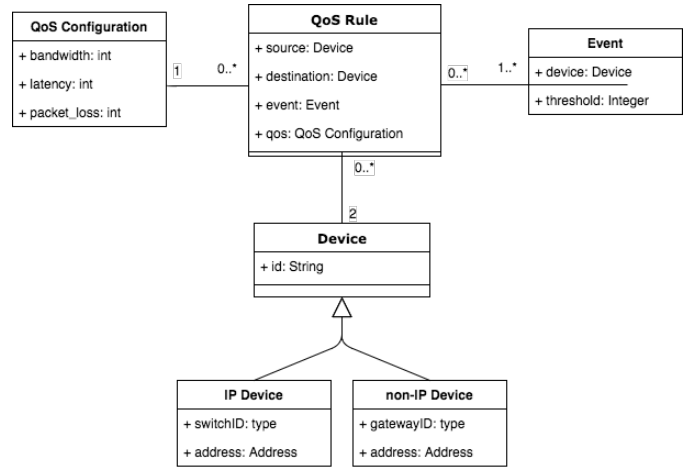 QoS Configuration
+ bandwidth: int
+ latency: int
+ packet_loss: int
1
0..*
QoS Rule
+ source: Device
+ destination: Device
+ event: Event
+ qos: QoS Configuration
0..*
1..*
Event
+ device: Device
+ threshold: Integer
0..*
2
Device
+ id: String
IP Device
+ switchID: type
+ address: Address
non-IP Device
+ gatewayID: type
+ address: Address